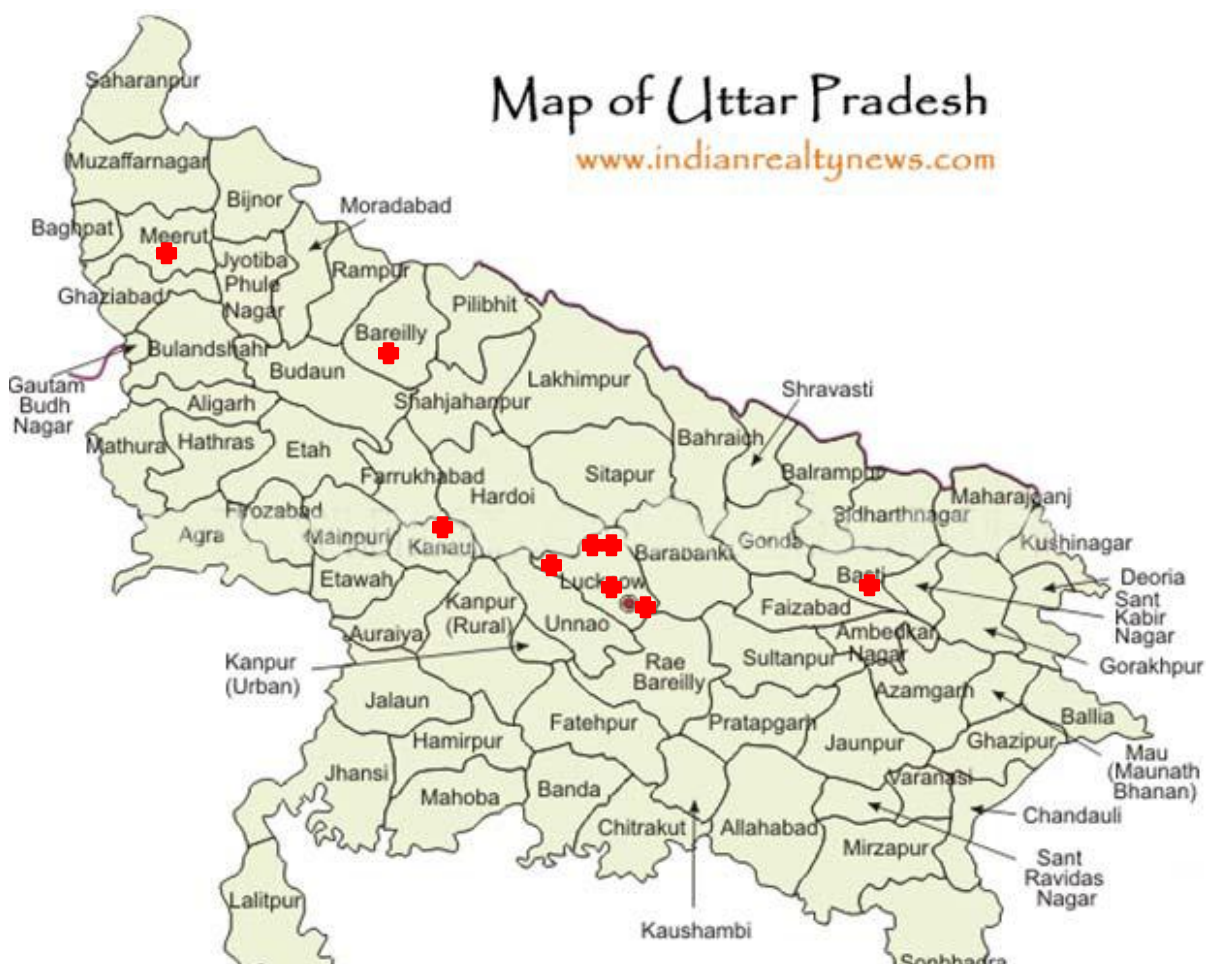 Map of Uttar Pradesh
www.indianrealtynews.com
Saharanpur
Muzaffarnagar
Bijnor
Moradabad
Baghpat
Meerut
Jyotiba
Phule
Nagar
Rampur
Ghaziabad
Pilibhit
Bareilly
Bulandshahr
Budaun
Lakhimpur
Gautam
Budh
Nagar
Aligarh
Shahjahanpur
Shravasti
Mathura
Hathras
Etah
Bahraich
Farrukhabad
Sitapur
Balrampur
Hardoi
Maharajganj
Firozabad
Sidharthnagar
Agra
Mainpuri
Kanauj
Gonda
Barabanki
Kushinagar
Etawah
Lucknow
Basti
Deoria
Kanpur
(Rural)
Unnao
Faizabad
Sant
Kabir
Nagar
Auraiya
Ambedkar
Nagar
Kanpur
(Urban)
Rae
Bareilly
Sultanpur
Gorakhpur
Jalaun
Azamgarh
Fatehpur
Pratapgarh
Ballia
Hamirpur
Jaunpur
Ghazipur
Jhansi
Varanasi
Mau
(Maunath
Bhanan)
Mahoba
Banda
Chitrakut
Allahabad
Chandauli
Mirzapur
Sant
Ravidas
Nagar
Lalitpur
Kaushambi
Sonbhadra